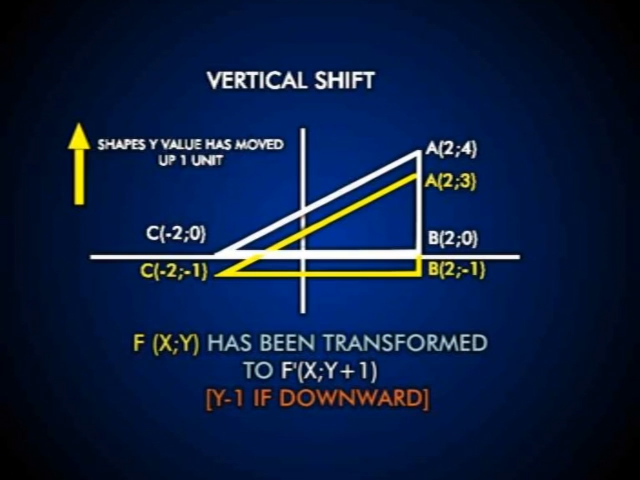 VERTICAL SHIFT
SHAPES Y VALUE HAS MOVED
UP 1 UNIT
A(2;4)
A(2;3)
C(-2;0)
B(2;0)
C(-2;-1)
B(2;-1)
F (X;Y) HAS BEEN TRANSFORMED
TO F'(X;Y+1)
[Y-1 IF DOWNWARD]